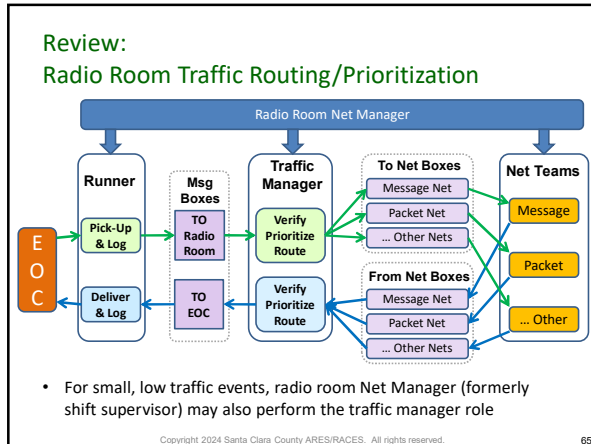 Review:
Radio Room Traffic Routing/Prioritization
Radio Room Net Manager
Runner
Msg
Boxes
Traffic
Manager
To Net Boxes
Net Teams
E
O
C
Pick-Up
& Log
TO
Radio
Room
Verify
Prioritize
Route
Message Net
Packet Net
... Other Nets
Message
Packet
... Other
Deliver
& Log
TO
EOC
Verify
Prioritize
Route
From Net Boxes
Message Net
Packet Net
... Other Nets
• For small, low traffic events, radio room Net Manager (formerly
shift supervisor) may also perform the traffic manager role
Copyright 2024 Santa Clara County ARES/RACES. All rights reserved.
65